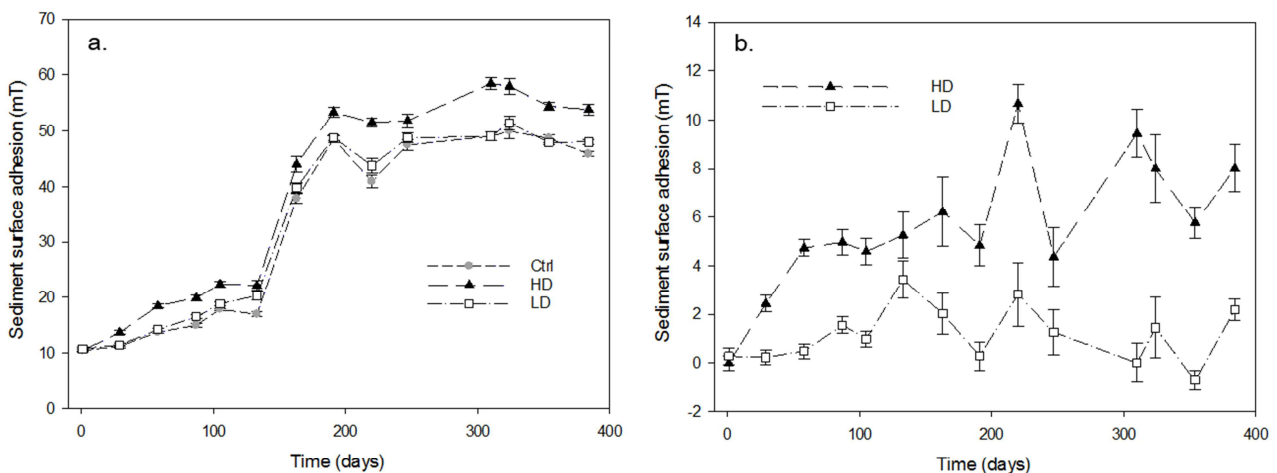 a.
Sediment surface adhesion (mT)
70
60
50
40
30
20
10
0
Ctrl
HD
LD
0 100 200 300 400
Time (days)
b.
Sediment surface adhesion (mT)
14
12
10
8
6
4
2
0
-2
HD
LD
0 100 200 300 400
Time (days)